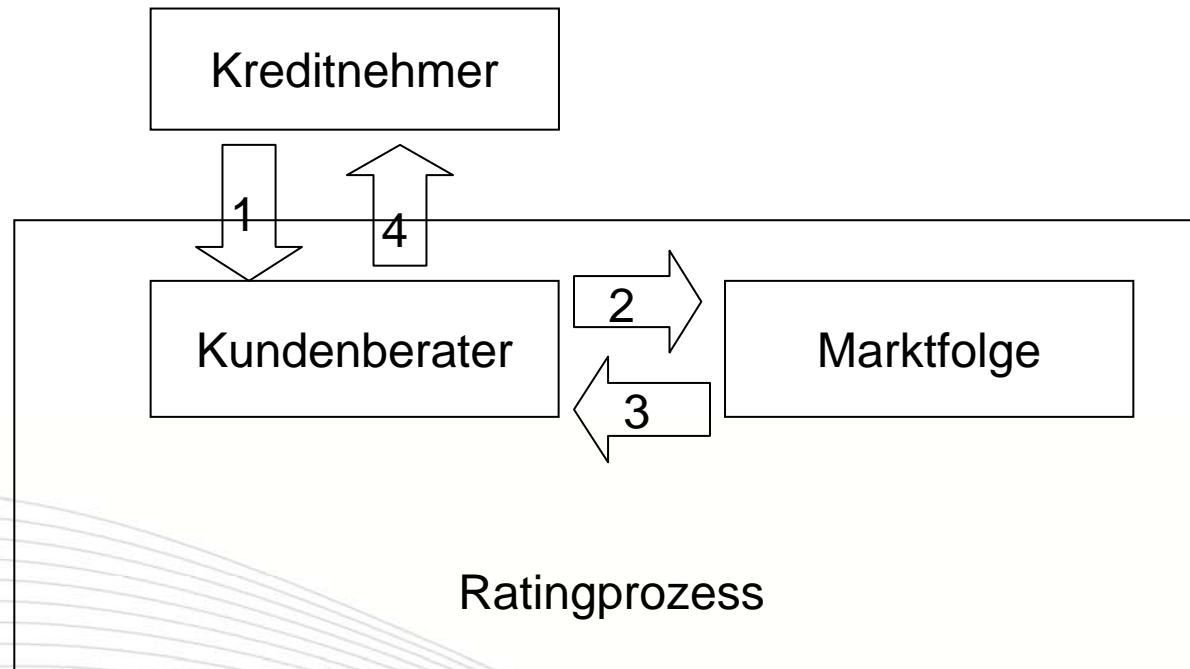 Kreditnehmer
1
4
Kundenberater
2
Marktfolge
3
Ratingprozess